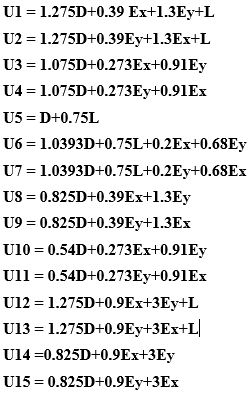 U1 = 1.275D+0.39 Ex+1.3Ey+L
U2 = 1.275D+0.39Ey+1.3Ex+L
U3 = 1.075D+0.273Ex+0.91Ey
U4 = 1.075D+0.273Ey+0.91Ex
U5 = D+0.75L
U6 = 1.0393D+0.75L+0.2Ex+0.68Ey
U7 = 1.0393D+0.75L+0.2Ey+0.68Ex
U8 = 0.825D+0.39Ex+1.3Ey
U9 = 0.825D+0.39Ey+1.3Ex
U10 = 0.54D+0.273Ex+0.91Ey
U11 = 0.54D+0.273Ey+0.91Ex
U12 = 1.275D+0.9Ex+3Ey+L
U13 = 1.275D+0.9Ey+3Ex+L
U14 =0.825D+0.9Ex+3Ey
U15 = 0.825D+0.9Ey+3Ex